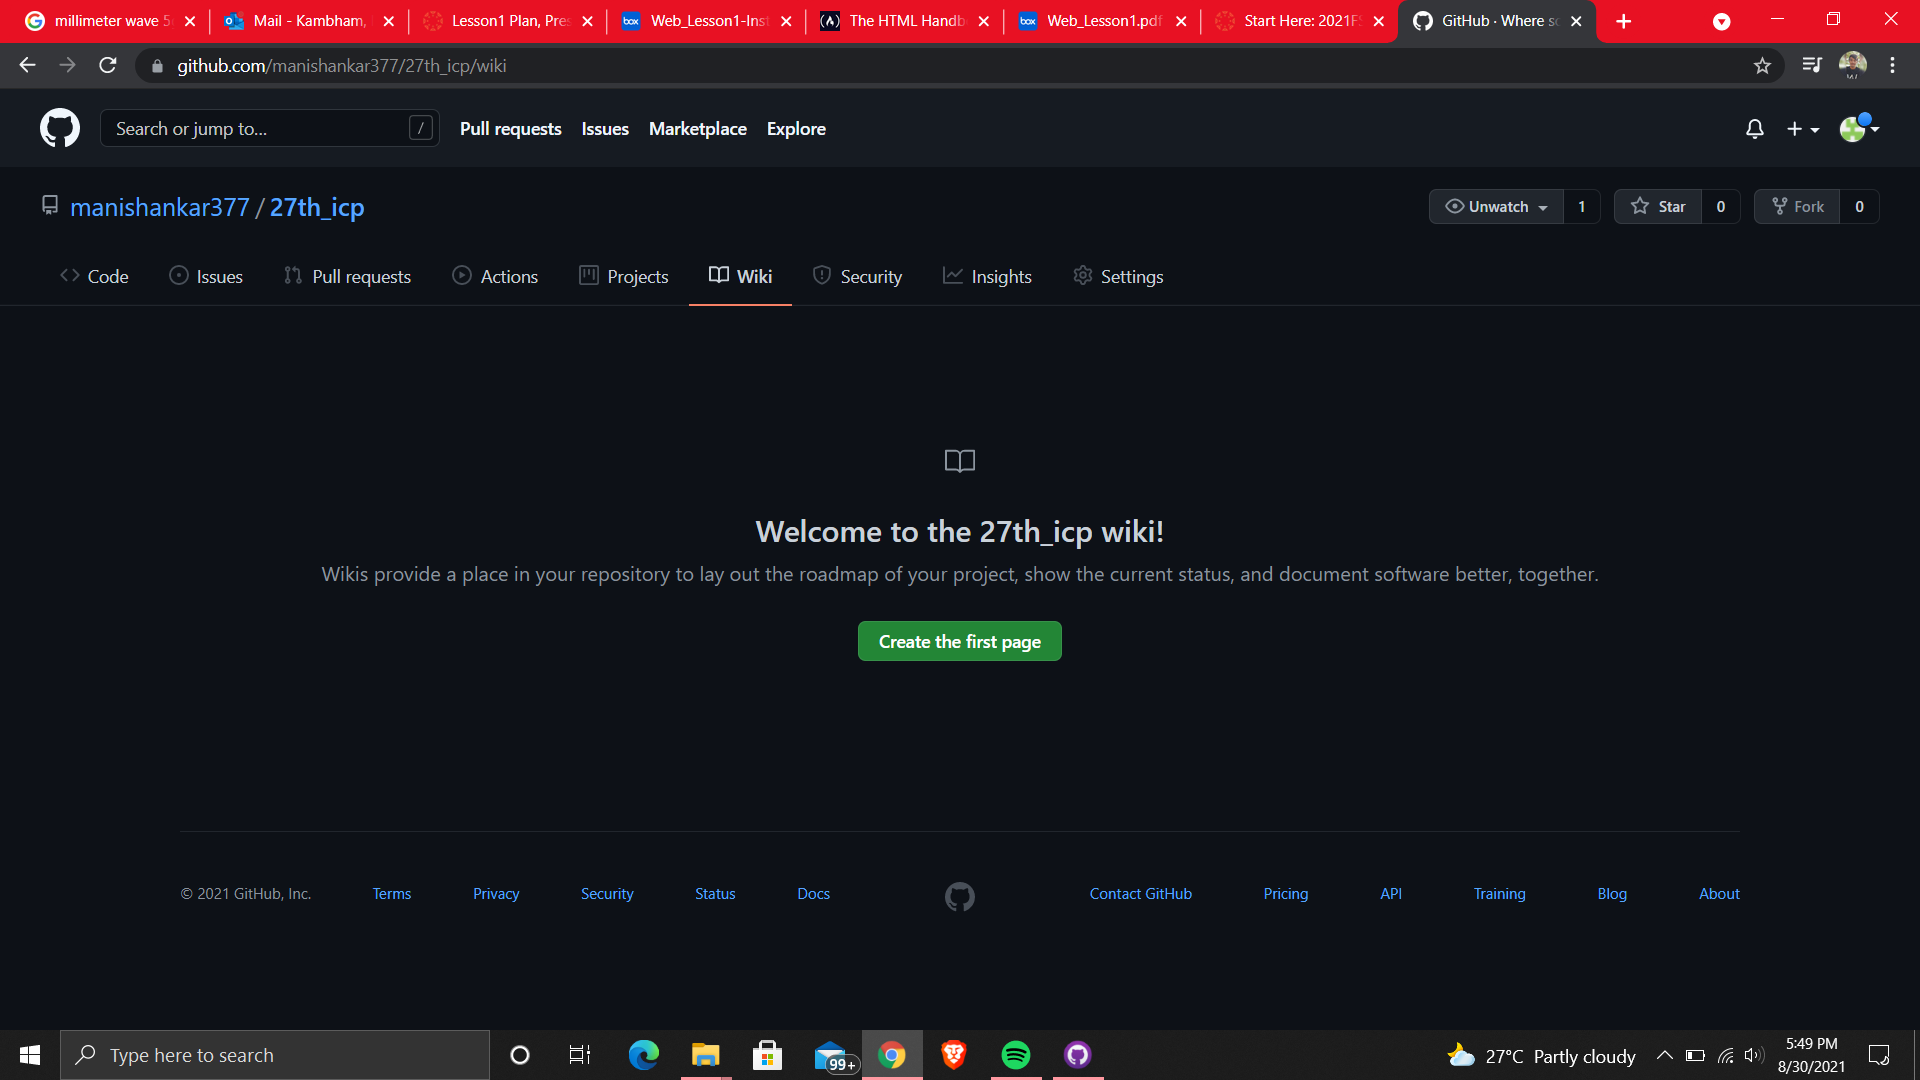 millimeter wave 5
Mail - Kambham,
Lesson1 Plan, Pres
Web_Lesson1-Inst
The HTML Handb
Web_Lesson1.pdf
Start Here: 2021F
GitHub · Where so
github.com/manishankar377/27th_icp/wiki
Search or jump to... /
Pull requests Issues Marketplace Explore
manishankar377 / 27th_icp
Unwatch 1 Star 0 Fork 0
Code Issues Pull requests Actions Projects Wiki Security Insights Settings
Welcome to the 27th_icp wiki!
Wikis provide a place in your repository to lay out the roadmap of your project, show the current status, and document software better, together.
Create the first page
© 2021 GitHub, Inc. Terms Privacy Security Status Docs Contact GitHub Pricing API Training Blog About
Type here to search
99+
27°C Partly cloudy
5:49 PM
8/30/2021